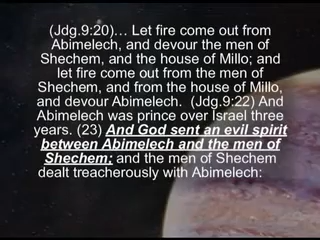 (Jdg.9:20)… Let fire come out from
Abimelech, and devour the men of
Shechem, and the house of Millo; and
let fire come out from the men of
Shechem, and from the house of Millo,
and devour Abimelech.  (Jdg.9:22) And
Abimelech was prince over Israel three
years. (23) And God sent an evil spirit
between Abimelech and the men of
Shechem; and the men of Shechem
dealt treacherously with Abimelech: